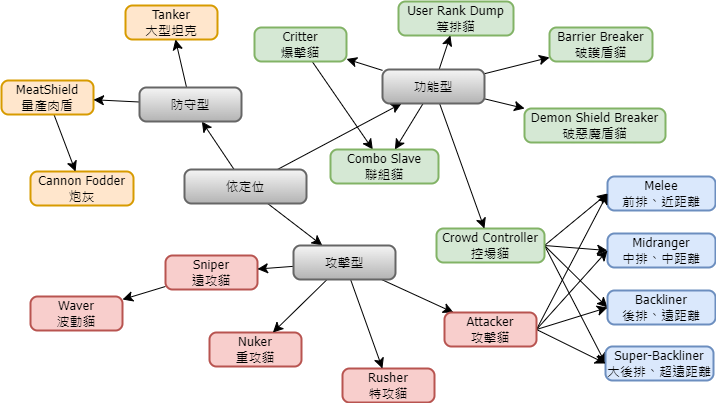 Tanker
大型坦克
MeatShield
量產肉盾
Cannon Fodder
炮灰
防守型
依定位
Critter
爆擊貓
User Rank Dump
等排貓
Barrier Breaker
破護盾貓
功能型
Demon Shield Breaker
破惡魔盾貓
Combo Slave
聯組貓
Crowd Controller
控場貓
攻擊型
Sniper
遠攻貓
Waver
波動貓
Nuker
重攻貓
Rusher
特攻貓
Attacker
攻擊貓
Melee
前排、近距離
Midranger
中排、中距離
Backliner
後排、遠距離
Super-Backliner
大後排、超遠距離